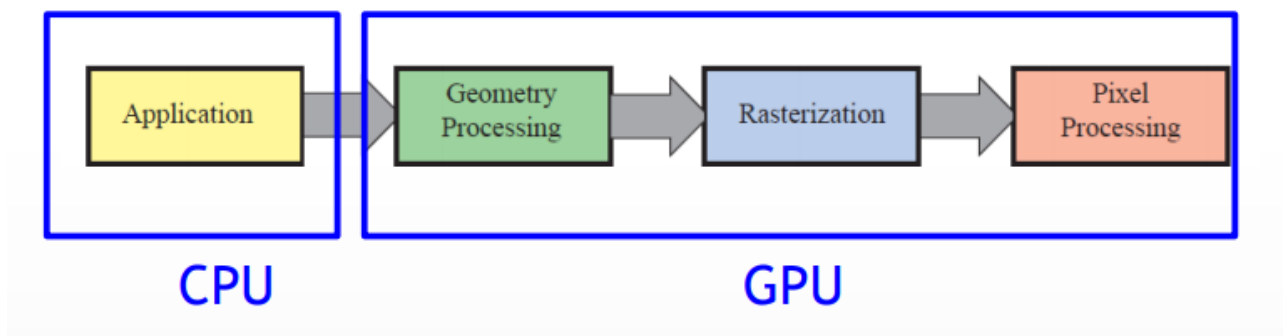 Application
Geometry
Processing
Rasterization
Pixel
Processing
CPU
GPU